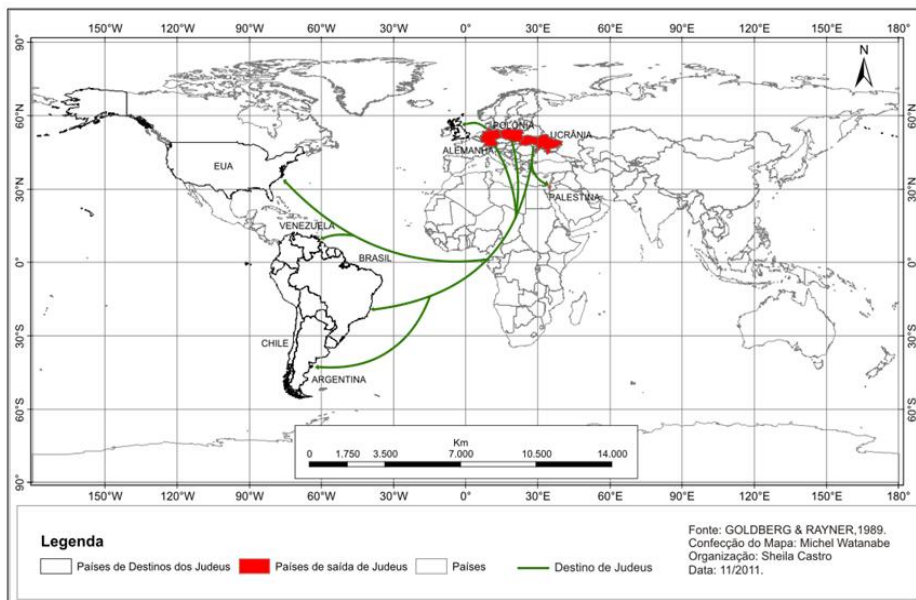 150°W 120°W 90°W 60°W 30°W 0° 30°E 60°E 90°E 120°E 150°E 180°
90° 90°
N
60°N 60°N
POLÔNIA
UCRÂNIA
ALEMANHA
EUA
30°N 30°N
PALESTINA
VENEZUELA
BRASIL
0° 0°
30°S 30°S
CHILE
ARGENTINA
60°S 60°S
Km
0 1.750 3.500 7.000 10.500 14.000
90° 90°
150°W 120°W 90°W 60°W 30°W 0° 30°E 60°E 90°E 120°E 150°E 180°
Legenda
Países de Destinos dos Judeus Países de saída de Judeus Países Destino de Judeus
Fonte: GOLDBERG & RAYNER,1989.
Confecção do Mapa: Michel Watanabe
Organização: Sheila Castro
Data: 11/2011.